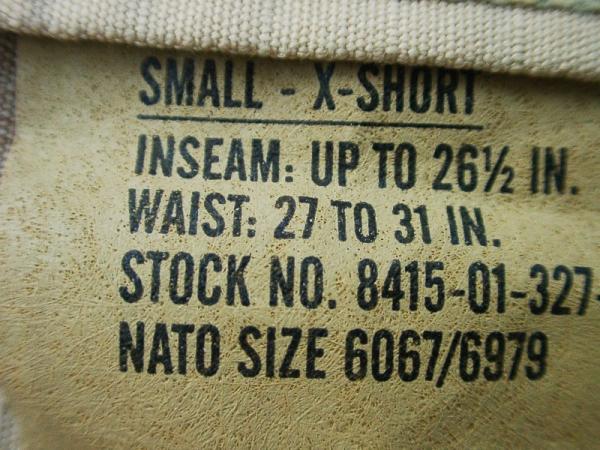 SMALL - X-SHORT
INSEAM: UP TO 26½ IN.
WAIST: 27 TO 31 IN.
STOCK NO. 8415-01-327-
NATO SIZE 6067/6979